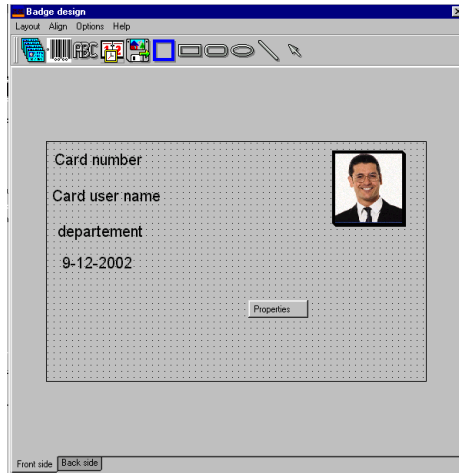 Badge design
Layout Align Options Help
ABC
Card number
Card user name
departement
9-12-2002
Properties
Front side Back side